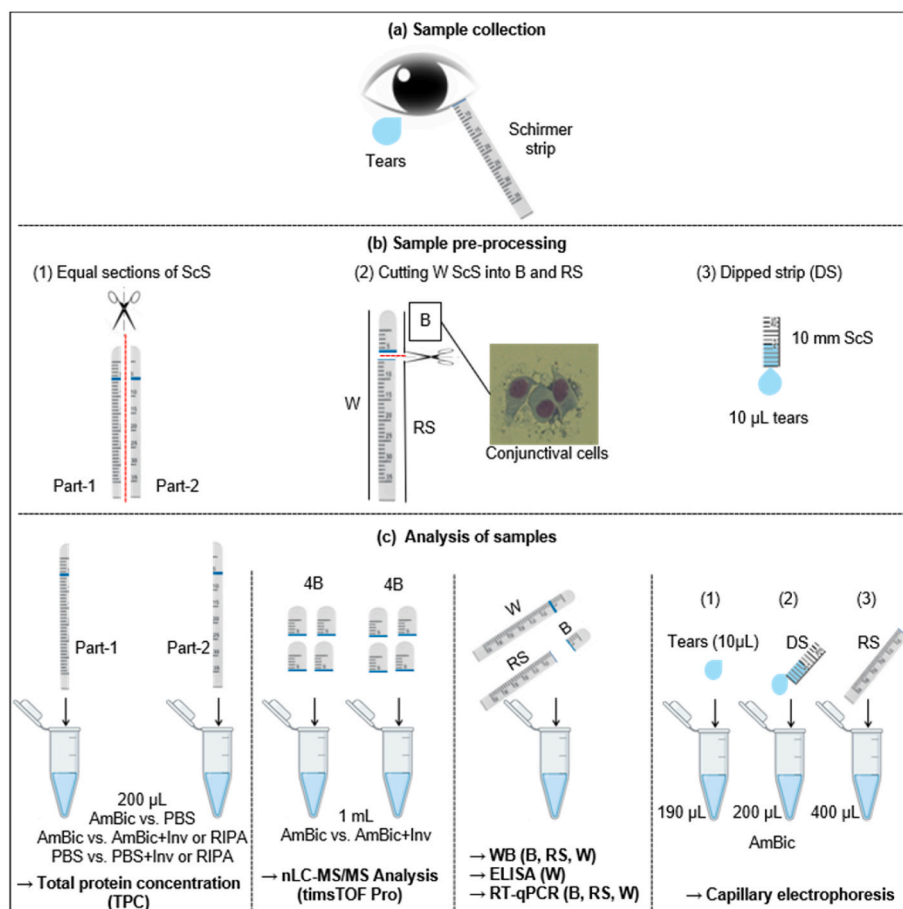 (a) Sample collection
Schirmer
strip
Tears
(b) Sample pre-processing
(1) Equal sections of ScS
(2) Cutting W ScS into B and RS
(3) Dipped strip (DS)
B
10 mm ScS
W
RS
10 µL tears
Part-1
Part-2
Conjunctival cells
(c) Analysis of samples
Part-1
Part-2
200 µL
AmBic vs. PBS
AmBic vs. AmBic+Inv or RIPA
PBS vs. PBS+Inv or RIPA
→ Total protein concentration
(TPC)
4B
4B
1 mL
AmBic vs. AmBic+Inv
→ nLC-MS/MS Analysis
(timsTOF Pro)
W
B
RS
→ WB (B, RS, W)
→ ELISA (W)
→ RT-qPCR (B, RS, W)
(1)
(2)
(3)
Tears (10µL)
DS
RS
190 µL
200 µL
400 µL
AmBic
→ Capillary electrophoresis